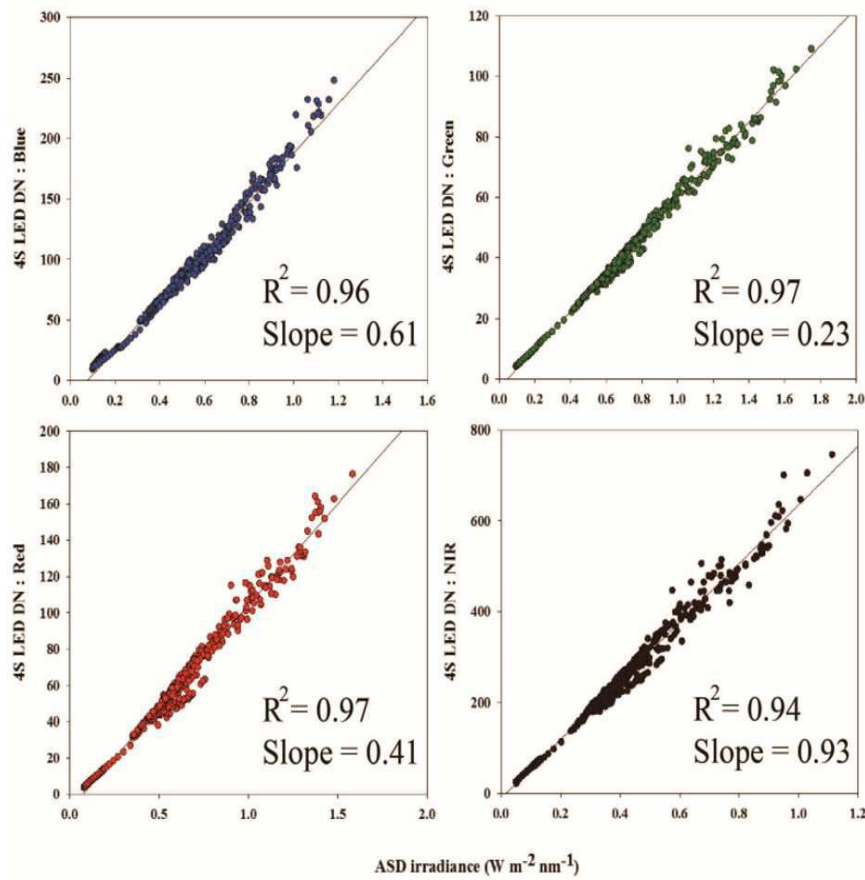 300
250
200
150
100
50
0
4S LED DN : Blue
R² = 0.96
Slope = 0.61
0.0 0.2 0.4 0.6 0.8 1.0 1.2 1.4 1.6
120
100
80
60
40
20
0
4S LED DN : Green
R² = 0.97
Slope = 0.23
0.0 0.2 0.4 0.6 0.8 1.0 1.2 1.4 1.6 1.8 2.0
200
180
160
140
120
100
80
60
40
20
0
4S LED DN : Red
R² = 0.97
Slope = 0.41
0.0 0.5 1.0 1.5 2.0
800
600
400
200
0
4S LED DN : NIR
R² = 0.94
Slope = 0.93
0.0 0.2 0.4 0.6 0.8 1.0 1.2
ASD irradiance (W m⁻² nm⁻¹)